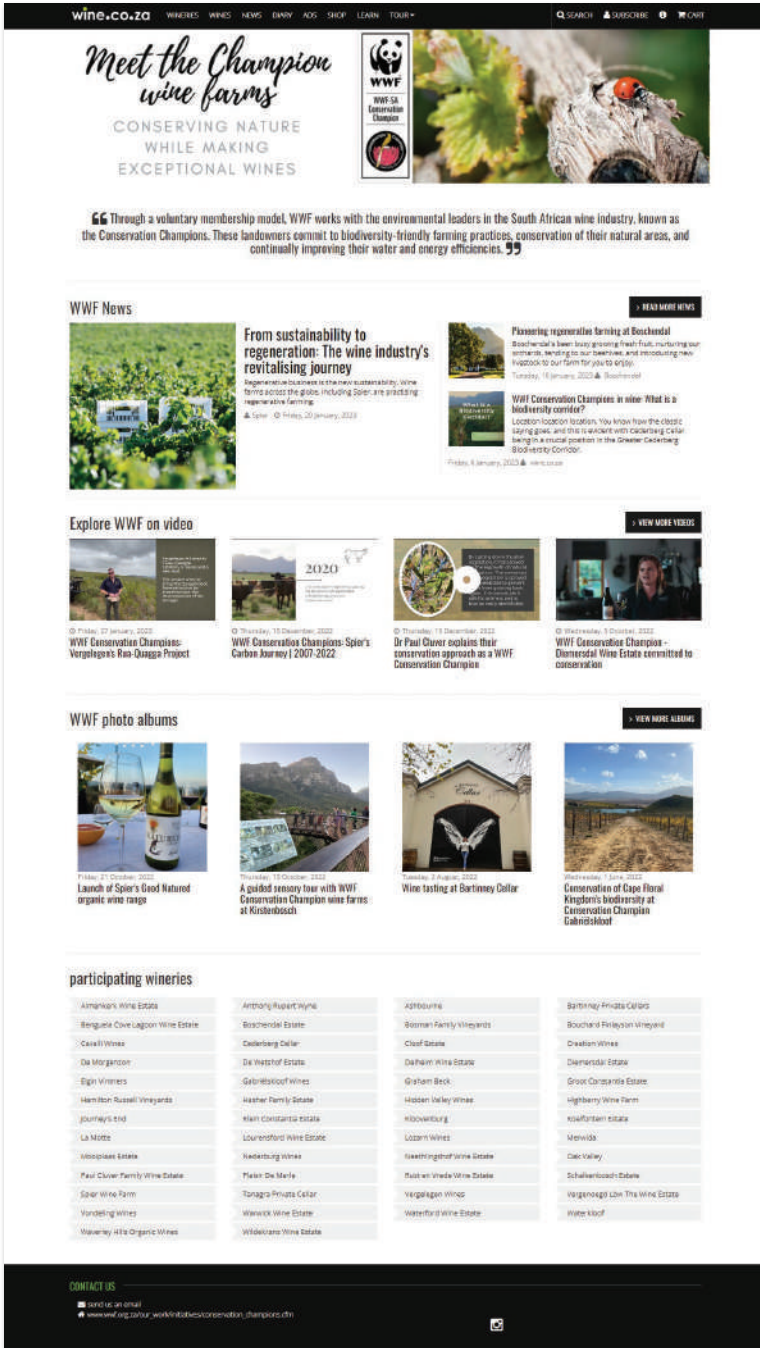 wine.co.za WINERIES WINES NEWS DIARY ADS SHOP LEARN TOUR SEARCH SUBSCRIBE CART
Meet the Champion
wine farms
CONSERVING NATURE
WHILE MAKING
EXCEPTIONAL WINES
WWF
WWF-SA
Conservation
Champion
❝ Through a voluntary membership model, WWF works with the environmental leaders in the South African wine industry, known as
the Conservation Champions. These landowners commit to biodiversity-friendly farming practices, conservation of their natural areas, and
continually improving their water and energy efficiencies. ❞
WWF News
> READ MORE NEWS
From sustainability to
regeneration: The wine industry's
revitalising journey
Regenerative business is the new sustainability. Wine
farms across the globe, including Spier, are practising
regenerative farming.
Spier Friday, 20 January, 2023
Pioneering regenerative farming at Boschendal
Boschendal's been busy growing fresh fruit, nurturing our
orchards, tending to our beehives, and introducing new
livestock to our farm for you to enjoy.
Tuesday, 10 January, 2023 Boschendal
What is a
Biodiversity
Corridor?
WWF Conservation Champions in wine: What is a
biodiversity corridor?
Location location location. You know how the classic
saying goes, and this is evident with Cederberg Cellar
being in a crucial position in the Greater Cederberg
Biodiversity Corridor.
Friday, 6 January, 2023 wine.co.za
Explore WWF on video
> VIEW MORE VIDEOS
2020
Friday, 27 January, 2023
WWF Conservation Champions:
Vergelegen's Rau-Quagga Project
Thursday, 15 December, 2022
WWF Conservation Champions: Spier's
Carbon Journey | 2007-2022
Thursday, 15 December, 2022
Dr Paul Cluver explains their
conservation approach as a WWF
Conservation Champion
Wednesday, 5 October, 2022
WWF Conservation Champion -
Diemersdal Wine Estate committed to
conservation
WWF photo albums
> VIEW MORE ALBUMS
Cellar
Friday, 21 October, 2022
Launch of Spier's Good Natured
organic wine range
Thursday, October, 2022
A guided sensory tour with WWF
Conservation Champion wine farms
at Kirstenbosch
Tuesday, 2 August, 2022
Wine tasting at Bartinney Cellar
Wednesday, 1 June, 2022
Conservation of Cape Floral
Kingdom's biodiversity at
Conservation Champion
Gabriëlskloof
participating wineries
Almenkerk Wine Estate Anthonij Rupert Wyne Ashbourne Bartinney Private Cellars
Benguela Cove Lagoon Wine Estate Boschendal Estate Bosman Family Vineyards Bouchard Finlayson Vineyard
Cavalli Wines Cederberg Cellar Cloof Estate Creation Wines
De Morgenzon De Wetshof Estate Delheim Wine Estate Diemersdal Estate
Elgin Vintners Gabriëlskloof Wines Graham Beck Groot Constantia Estate
Hamilton Russell Vineyards Hasher Family Estate Hidden Valley Wines Highberry Wine Farm
Journey's End Klein Constantia Estate Kloovenburg Koelfontein Estate
La Motte Lourensford Wine Estate Lozärn Wines Merwida
Mooiplaas Estate Nederburg Wines Neethlingshof Wine Estate Oak Valley
Paul Cluver Family Wine Estate Plaisir De Merle Rust en Vrede Wine Estate Schalkenbosch Estate
Spier Wine Farm Tanagra Private Cellar Vergelegen Wines Vergenoegd Löw The Wine Estate
Vondeling Wines Warwick Wine Estate Waterford Wine Estate Waterkloof
Waverley Hills Organic Wines Wildekrans Wine Estate
CONTACT US
send us an email
www.wwf.org.za/our_work/initiatives/conservation_champions.cfm